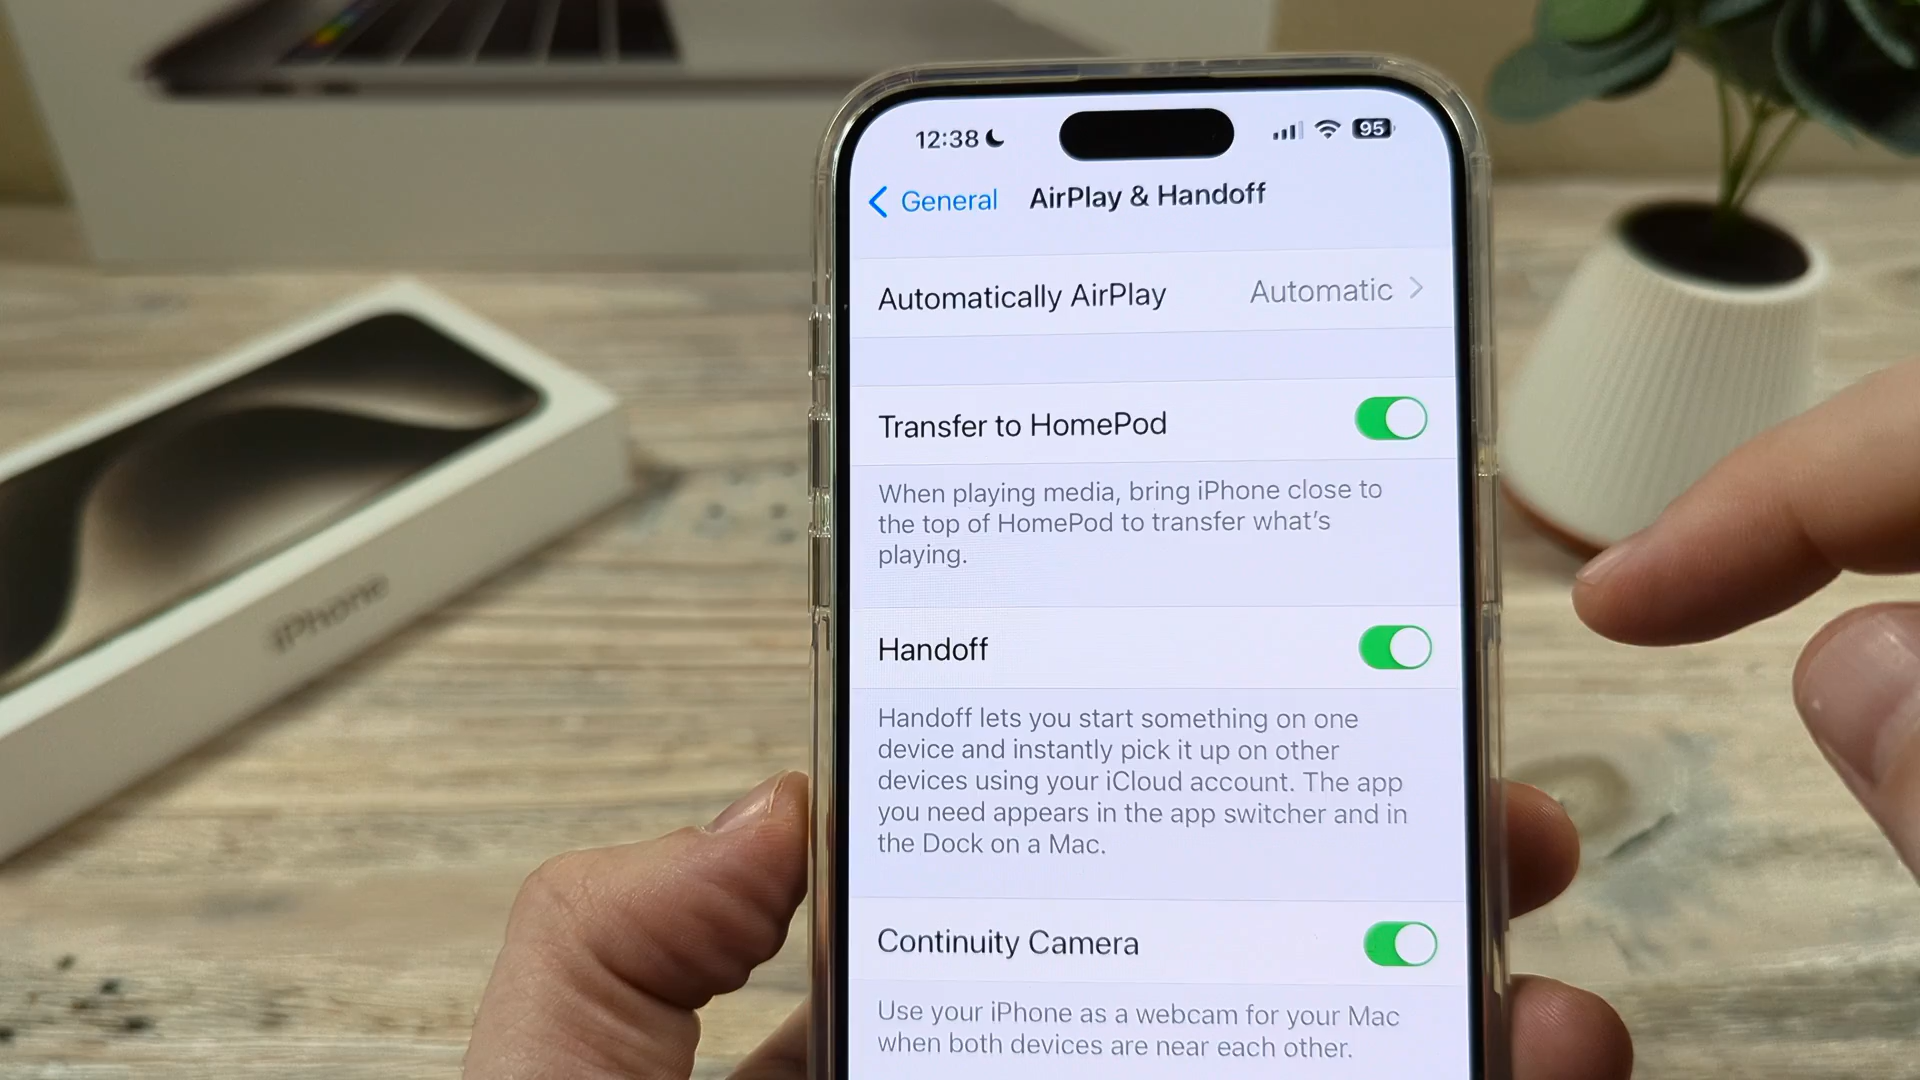 12:38
95
General
AirPlay & Handoff
Automatically AirPlay
Automatic
Transfer to HomePod
When playing media, bring iPhone close to
the top of HomePod to transfer what's
playing.
Handoff
Handoff lets you start something on one
device and instantly pick it up on other
devices using your iCloud account. The app
you need appears in the app switcher and in
the Dock on a Mac.
Continuity Camera
Use your iPhone as a webcam for your Mac
when both devices are near each other.
iPhone